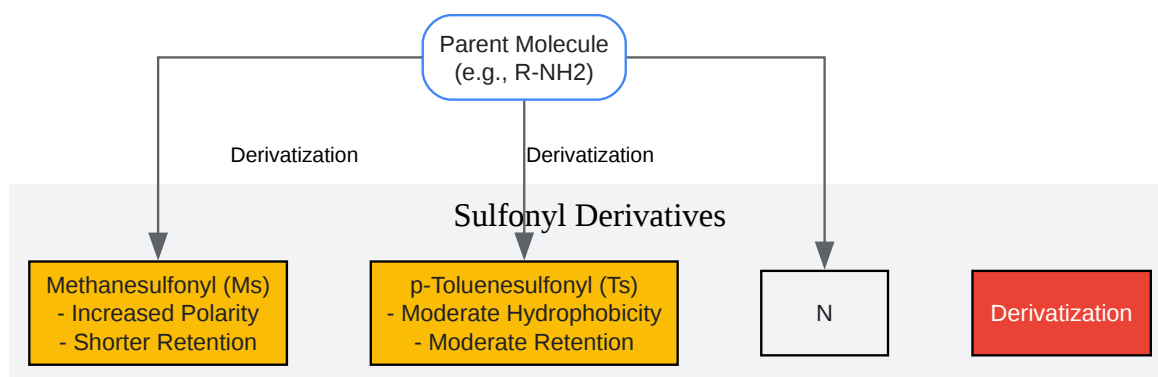 Parent Molecule
(e.g., R-NH2)
Derivatization
Derivatization
Sulfonyl Derivatives
Methanesulfonyl (Ms)
- Increased Polarity
- Shorter Retention
p-Toluenesulfonyl (Ts)
- Moderate Hydrophobicity
- Moderate Retention
N
Derivatization